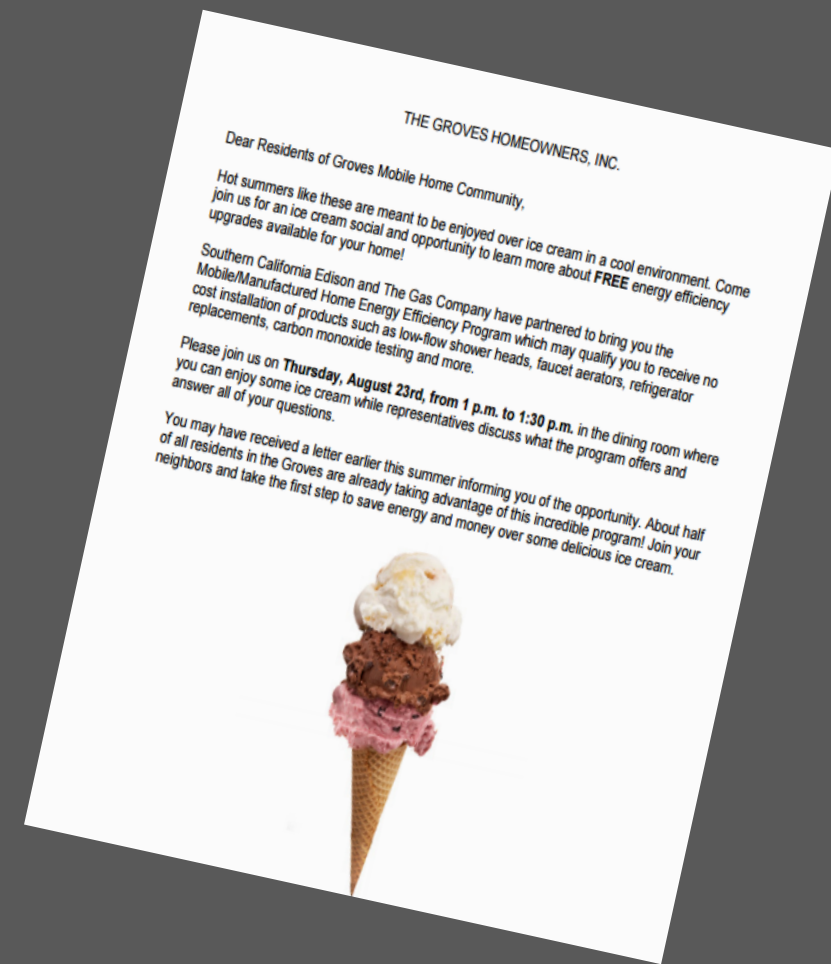 THE GROVES HOMEOWNERS, INC.
Dear Residents of Groves Mobile Home Community,
Hot summers like these are meant to be enjoyed over ice cream in a cool environment. Come
join us for an ice cream social and opportunity to learn more about FREE energy efficiency
upgrades available for your home!
Southern California Edison and The Gas Company have partnered to bring you the
Mobile/Manufactured Home Energy Efficiency Program which may qualify you to receive no
cost installation of products such as low-flow shower heads, faucet aerators, refrigerator
replacements, carbon monoxide testing and more.
Please join us on Thursday, August 23rd, from 1 p.m. to 1:30 p.m. in the dining room where
you can enjoy some ice cream while representatives discuss what the program offers and
answer all of your questions.
You may have received a letter earlier this summer informing you of the opportunity. About half
of all residents in the Groves are already taking advantage of this incredible program! Join your
neighbors and take the first step to save energy and money over some delicious ice cream.